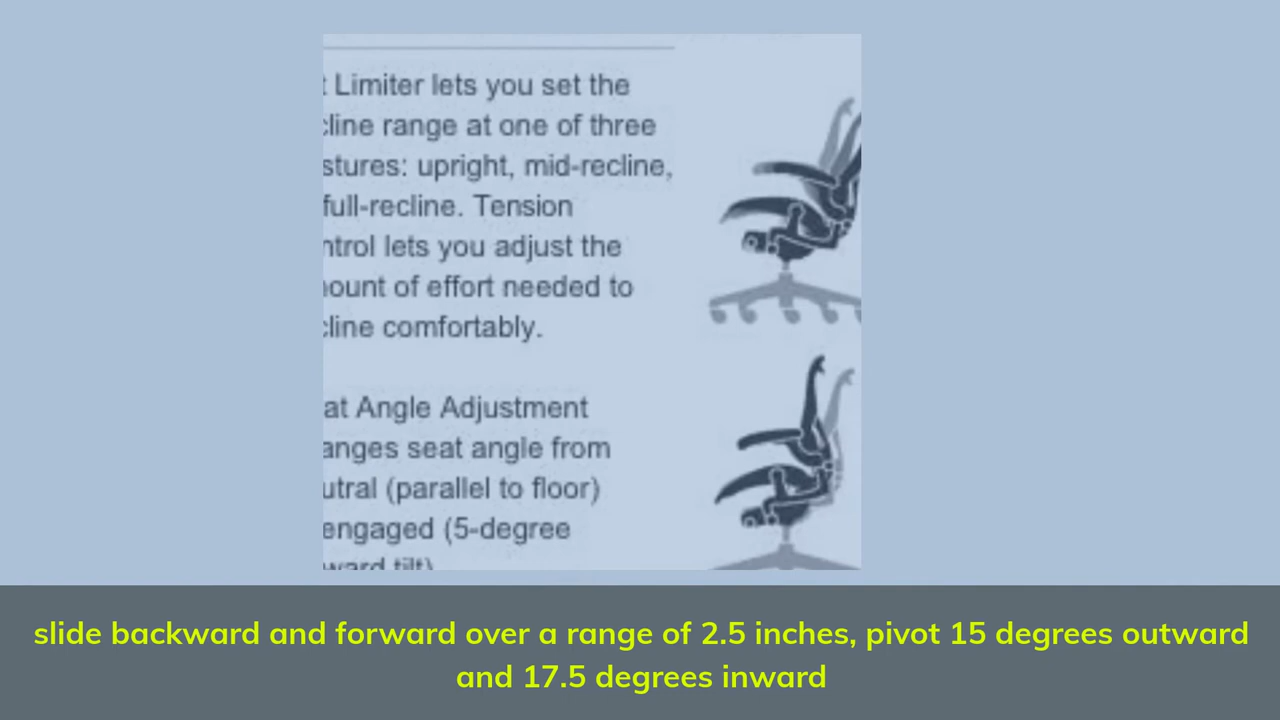 t Limiter lets you set the
cline range at one of three
stures: upright, mid-recline,
full-recline. Tension
ntrol lets you adjust the
ount of effort needed to
cline comfortably.
at Angle Adjustment
anges seat angle from
utral (parallel to floor)
engaged (5-degree
ward tilt)
slide backward and forward over a range of 2.5 inches, pivot 15 degrees outward
and 17.5 degrees inward